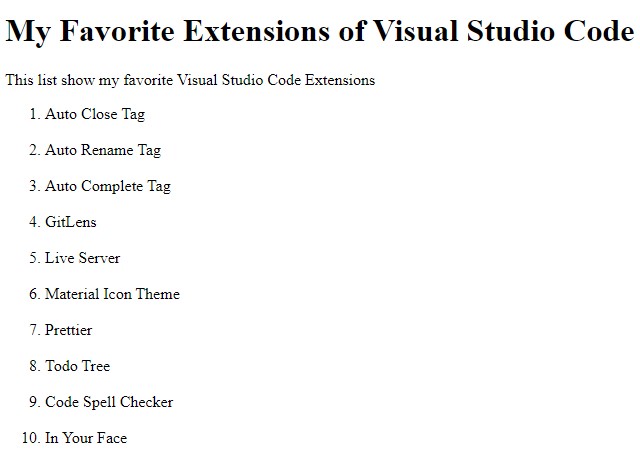 My Favorite Extensions of Visual Studio Code
This list show my favorite Visual Studio Code Extensions
1. Auto Close Tag
2. Auto Rename Tag
3. Auto Complete Tag
4. GitLens
5. Live Server
6. Material Icon Theme
7. Prettier
8. Todo Tree
9. Code Spell Checker
10. In Your Face